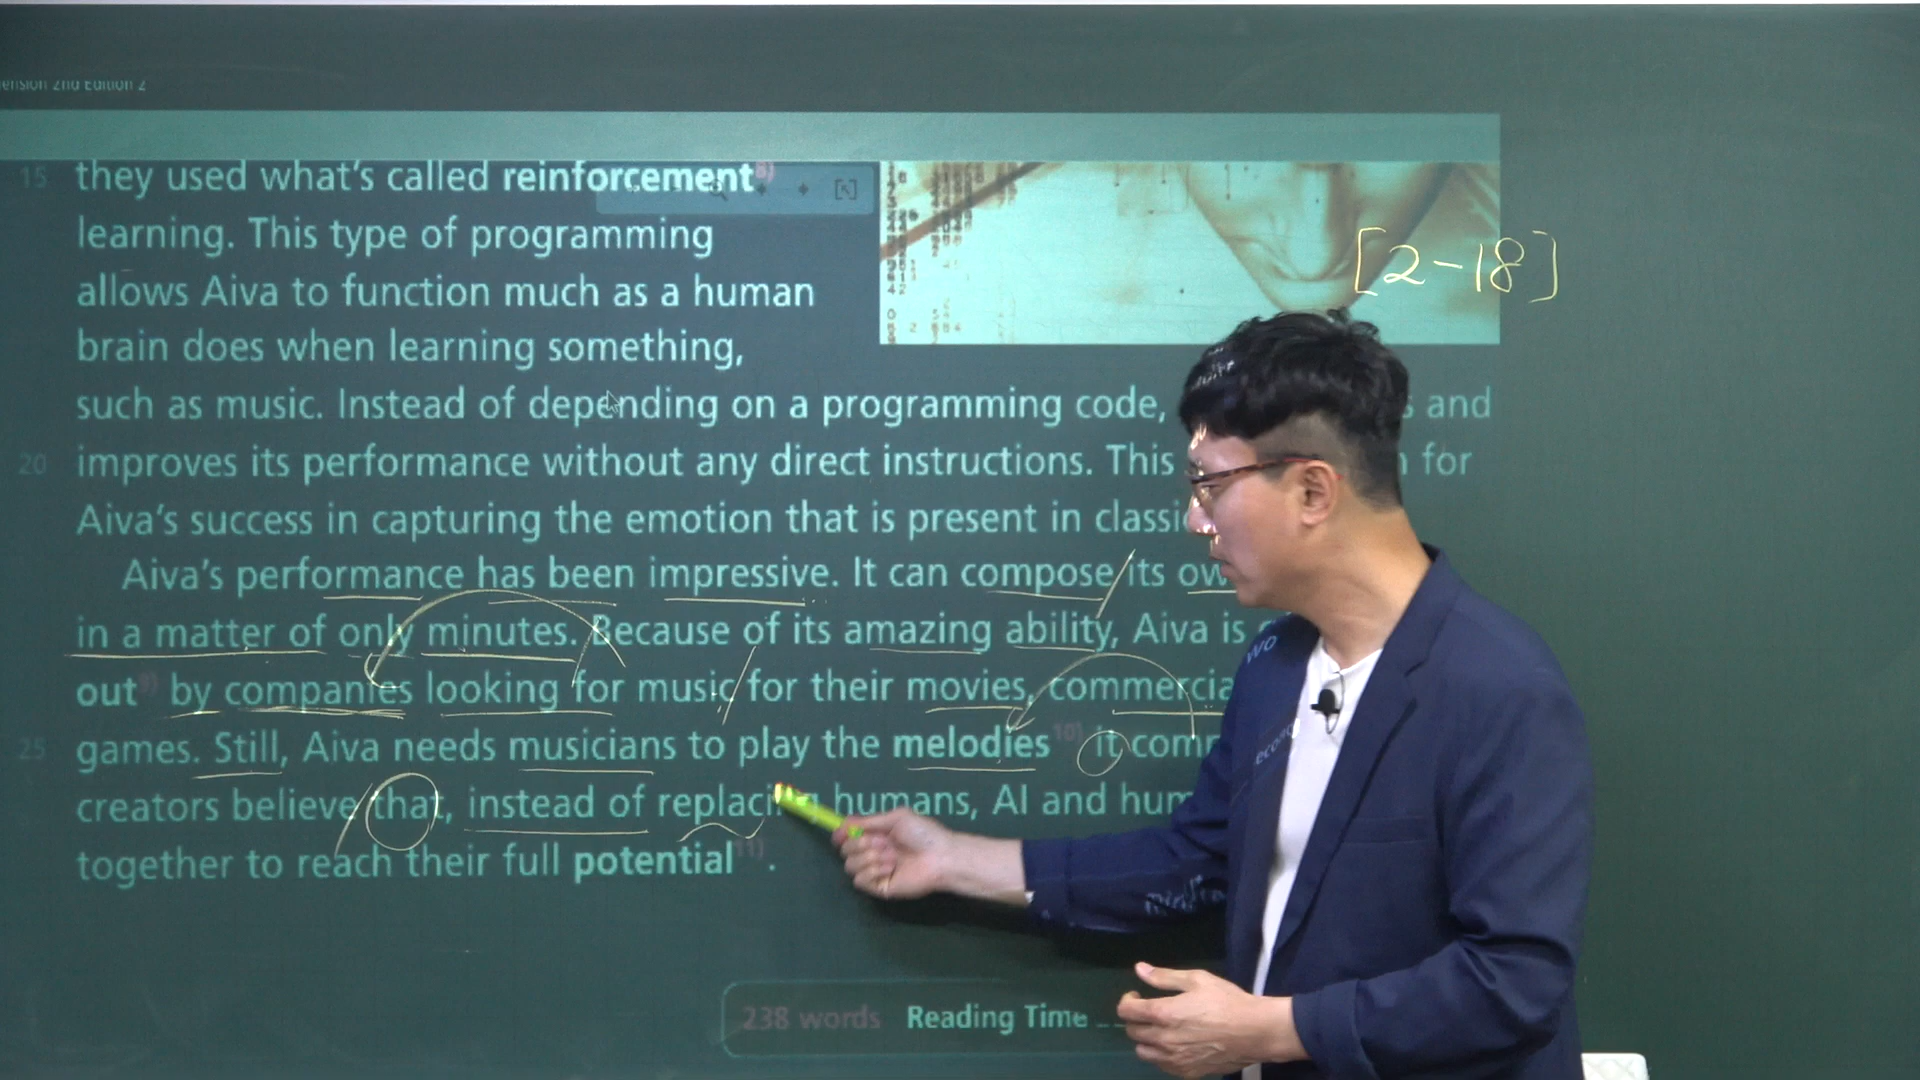 ension 2nd Edition 2
15 they used what's called reinforcement 8)
learning. This type of programming
allows Aiva to function much as a human
brain does when learning something,
such as music. Instead of depending on a programming code, and
20 improves its performance without any direct instructions. This for
Aiva's success in capturing the emotion that is present in
Aiva's performance has been impressive. It can compose its
in a matter of only minutes. Because of its amazing ability, Aiva is
out 9) by companies looking for music for their movies,
25 games. Still, Aiva needs musicians to play the melodies 10) it
creators believe that, instead of replacing humans, AI and
together to reach their full potential 11).
[2-18]
238 words Reading Time